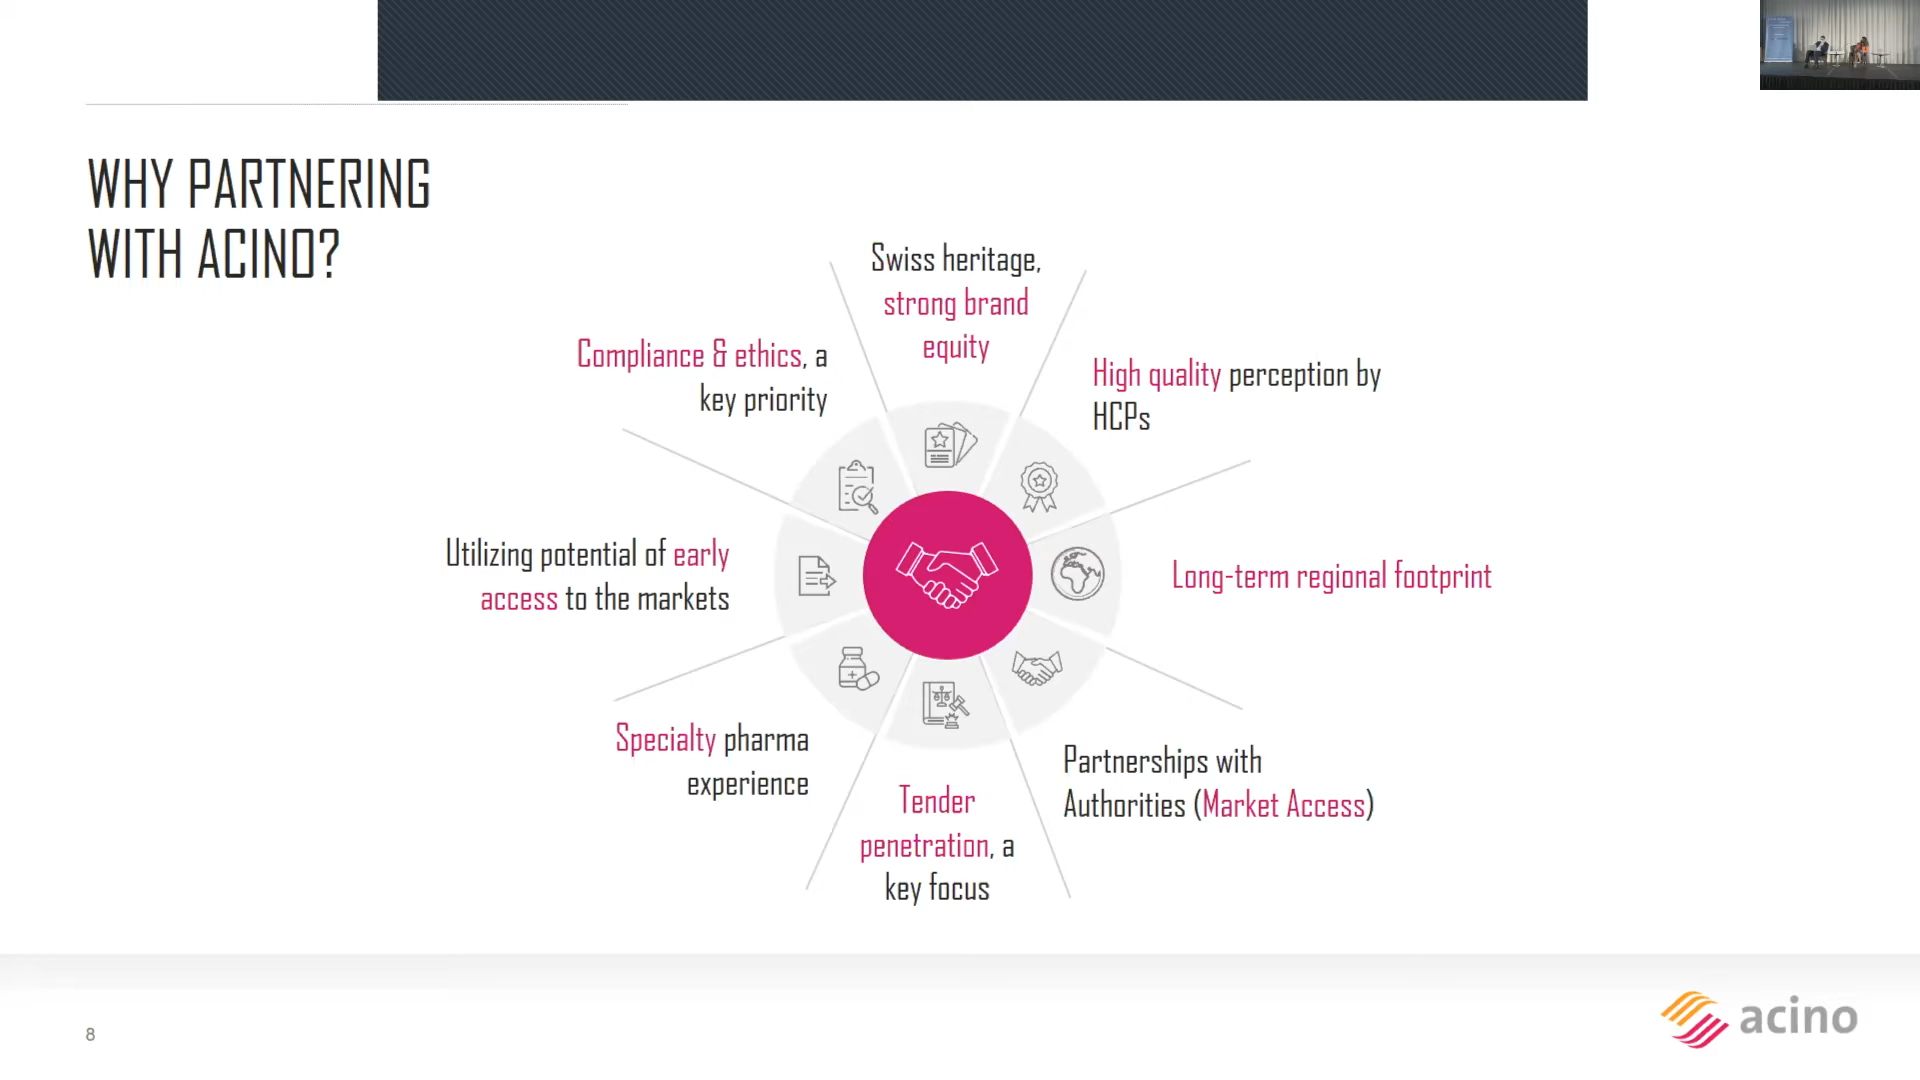 WHY PARTNERING
WITH ACINO?
Swiss heritage,
strong brand
equity
High quality perception by
HCPs
Long-term regional footprint
Partnerships with
Authorities (Market Access)
Tender
penetration, a
key focus
Specialty pharma
experience
Utilizing potential of early
access to the markets
Compliance & ethics, a
key priority
8
acino